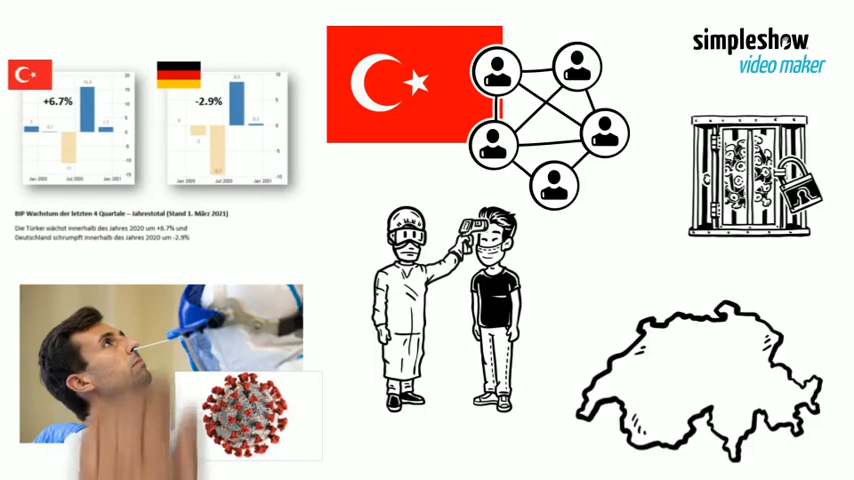 simpleshow
video maker
+6.7%
-2.9%
Jan 2020 Jul 2020 Jan 2021
Jan 2020 Jul 2020 Jan 2021
BIP Wachstum der letzten 4 Quartale – Jahrestotal (Stand 1. März 2021)
Die Türkei wächst innerhalb des Jahres 2020 um +6.7% und
Deutschland schrumpft innerhalb des Jahres 2020 um -2.9%